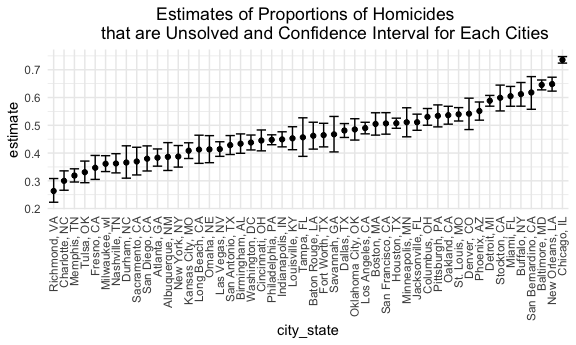 Estimates of Proportions of Homicides
that are Unsolved and Confidence Interval for Each Cities
estimate
0.7
0.6
0.5
0.4
0.3
0.2
Richmond, VA
Charlotte, NC
Memphis, TN
Tulsa, OK
Fresno, CA
Milwaukee, wI
Nashville, TN
Durham, NC
Sacramento, CA
San Diego, CA
Atlanta, GA
Albuquerque, NM
New York, NY
Kansas City, MO
Long Beach, CA
Omaha, NE
Las Vegas, NV
San Antonio, TX
Birmingham, AL
Washington, DC
Cincinnati, OH
Philadelphia, PA
Indianapolis, IN
Louisville, KY
Tampa, FL
Baton Rouge, LA
Fort Worth, TX
Savannah, GA
Dallas, TX
Oklahoma City, OK
Los Angeles, CA
Boston, MA
San Francisco, CA
Houston, TX
Minneapolis, MN
Jacksonville, FL
Columbus, OH
Pittsburgh, PA
Oakland, CA
St. Louis, MO
Denver, CO
Phoenix, AZ
Detroit, MI
Stockton, CA
Miami, FL
Buffalo, NY
San Bernardino, CA
Baltimore, MD
New Orleans, LA
Chicago, IL
city_state